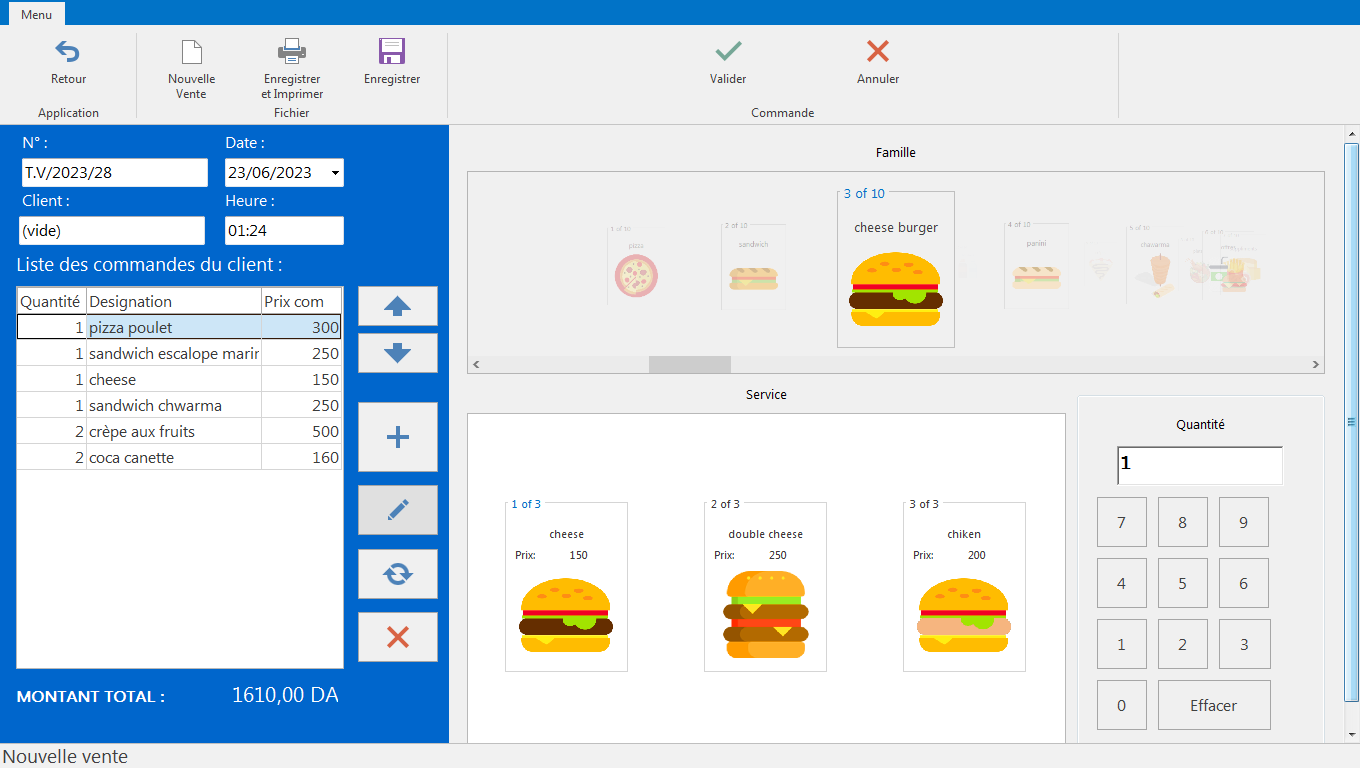 Menu
Retour
Nouvelle
Vente
Enregistrer
et Imprimer
Enregistrer
Valider
Annuler
Application
Fichier
Commande
N° :
Date :
T.V/2023/28
23/06/2023
Client :
Heure :
(vide)
01:24
Liste des commandes du client :
Quantité Designation Prix com
1 pizza poulet 300
1 sandwich escalope marir 250
1 cheese 150
1 sandwich chwarma 250
2 crèpe aux fruits 500
2 coca canette 160
MONTANT TOTAL : 1610,00 DA
Famille
1 of 10
pizza
2 of 10
sandwich
3 of 10
cheese burger
4 of 10
panini
5 of 10
chawarma
6 of 10
Service
1 of 3
cheese
Prix: 150
2 of 3
double cheese
Prix: 250
3 of 3
chiken
Prix: 200
Quantité
1
7 8 9
4 5 6
1 2 3
0 Effacer
Nouvelle vente